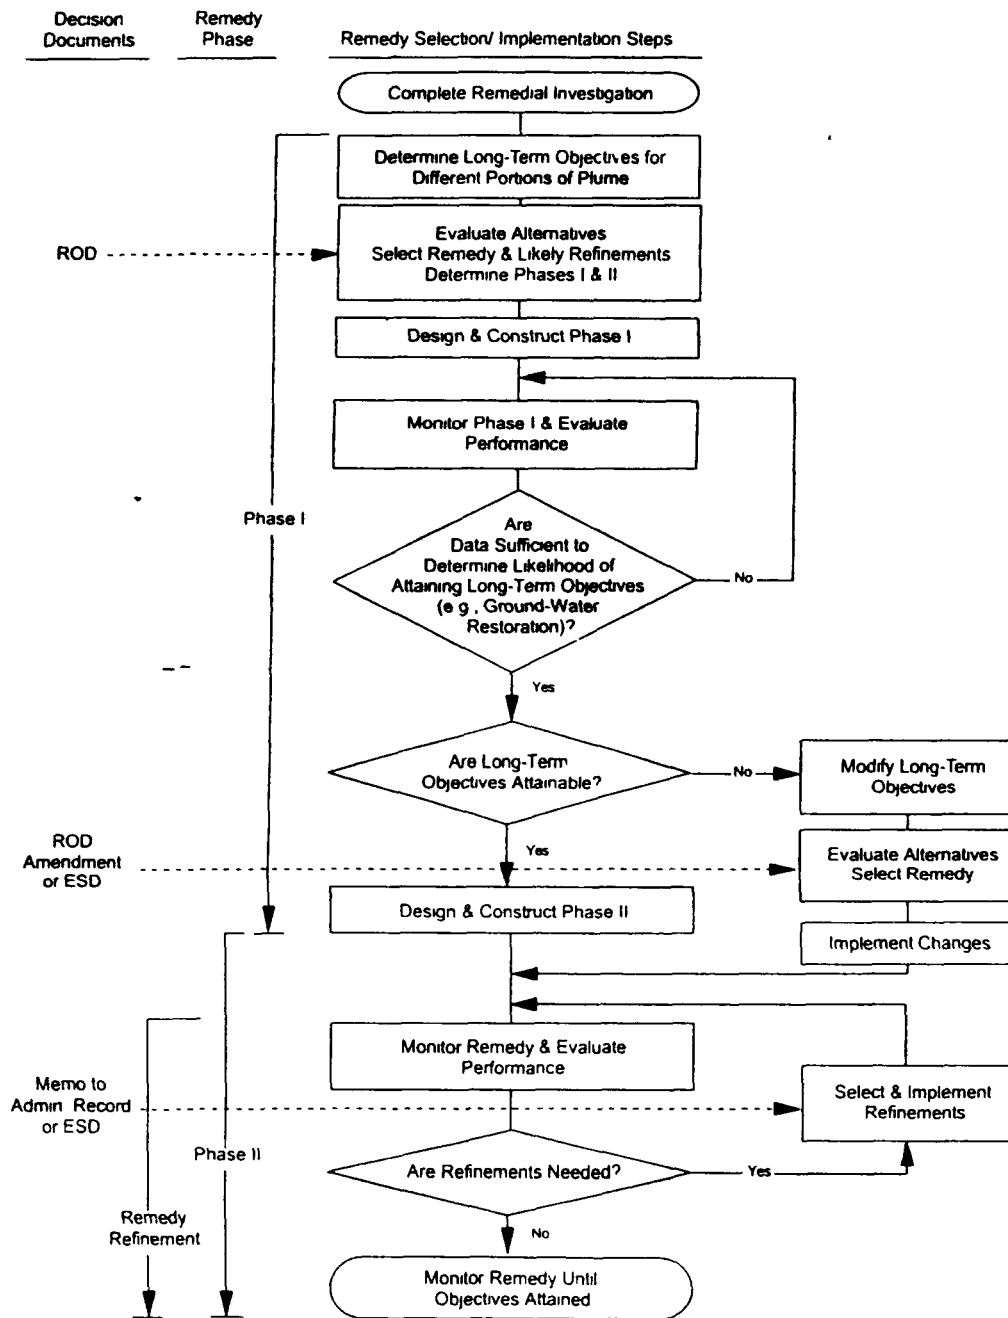 Decision
Documents
Remedy
Phase
Remedy Selection/ Implementation Steps
Complete Remedial Investigation
Determine Long-Term Objectives for
Different Portions of Plume
Evaluate Alternatives
Select Remedy & Likely Refinements
Determine Phases I & II
ROD
Design & Construct Phase I
Monitor Phase I & Evaluate
Performance
Phase I
Are
Data Sufficient to
Determine Likelihood of
Attaining Long-Term Objectives
(e g , Ground-Water
Restoration)?
No
Yes
Are Long-Term
Objectives Attainable?
No
Modify Long-Term
Objectives
Yes
ROD
Amendment
or ESD
Evaluate Alternatives
Select Remedy
Design & Construct Phase II
Implement Changes
Monitor Remedy & Evaluate
Performance
Memo to
Admin Record
or ESD
Select & Implement
Refinements
Phase II
Are Refinements Needed?
Yes
Remedy
Refinement
No
Monitor Remedy Until
Objectives Attained